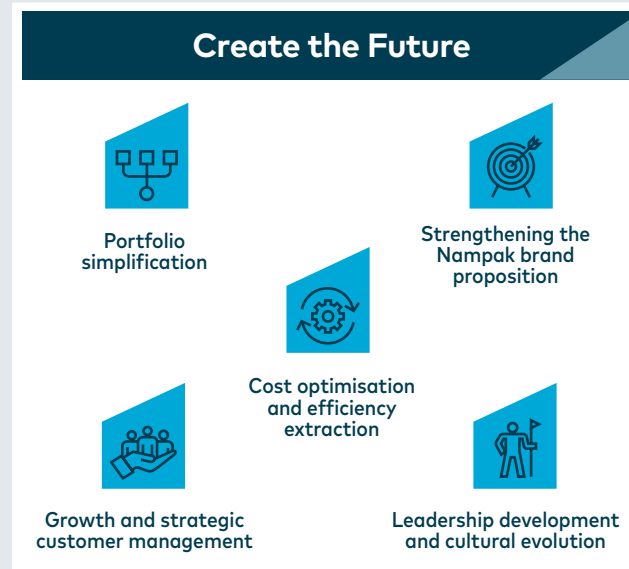 Create the Future
Portfolio
simplification
Strengthening the
Nampak brand
proposition
Cost optimisation
and efficiency
extraction
Growth and strategic
customer management
Leadership development
and cultural evolution